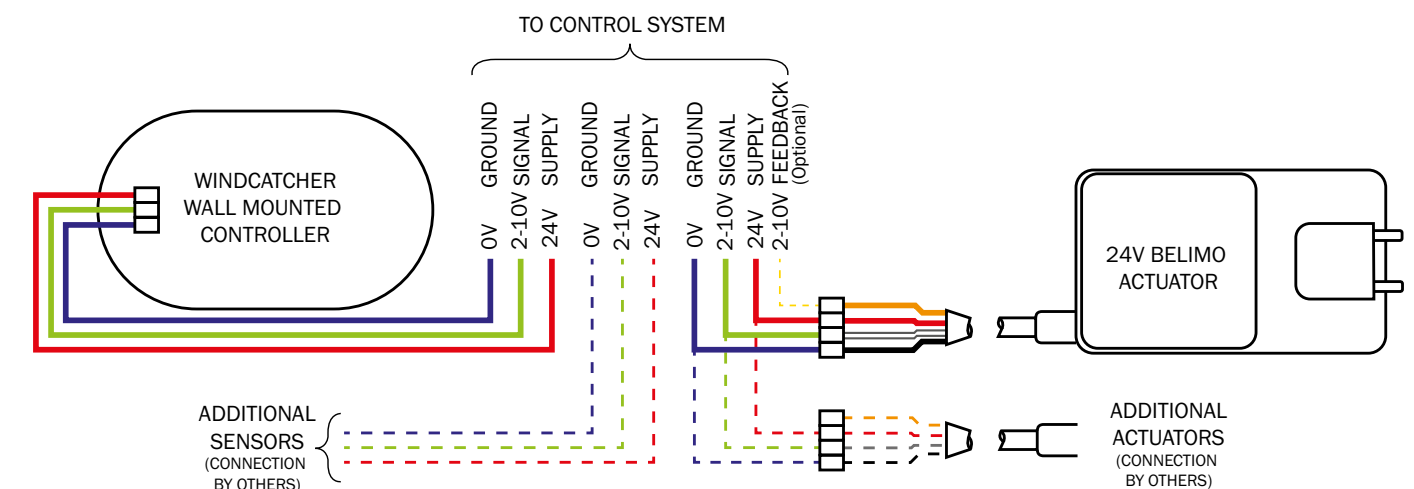 TO CONTROL SYSTEM
WINDCATCHER
WALL MOUNTED
CONTROLLER
0V GROUND
2-10V SIGNAL
24V SUPPLY
0V GROUND
2-10V SIGNAL
24V SUPPLY
0V GROUND
2-10V SIGNAL
24V SUPPLY
2-10V FEEDBACK
(Optional)
24V BELIMO
ACTUATOR
ADDITIONAL
SENSORS
(CONNECTION
BY OTHERS)
ADDITIONAL
ACTUATORS
(CONNECTION
BY OTHERS)